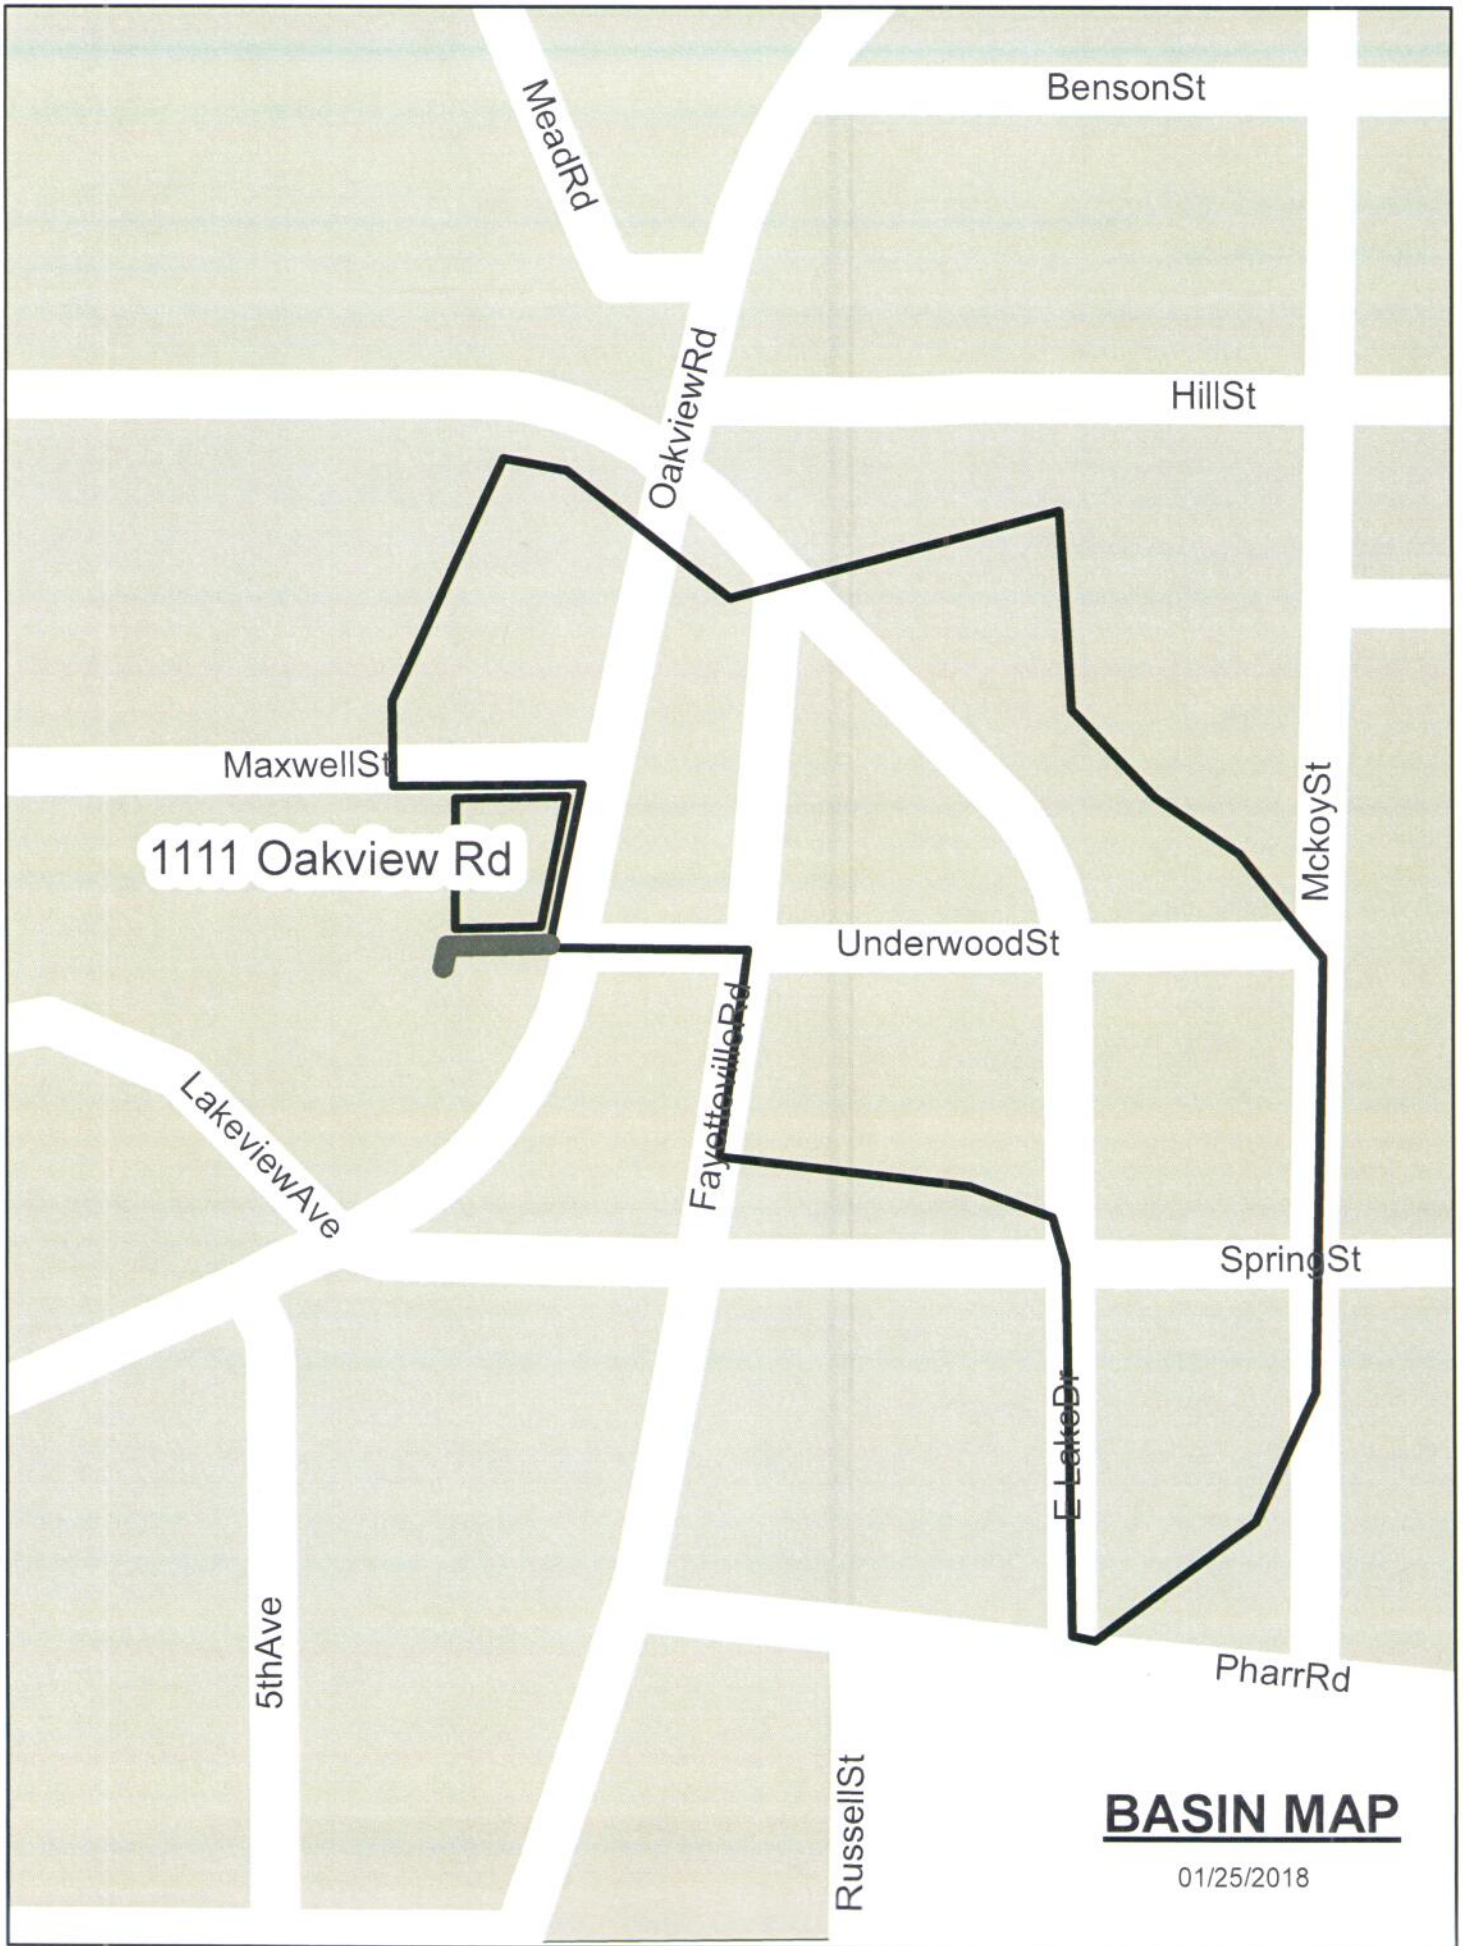 BensonSt
MeadRd
OakviewRd
HillSt
MaxwellSt
MckoySt
1111 Oakview Rd
UnderwoodSt
FayettevilleRd
LakeviewAve
SpringSt
E LakeDr
5thAve
PharrRd
RussellSt
BASIN MAP
01/25/2018